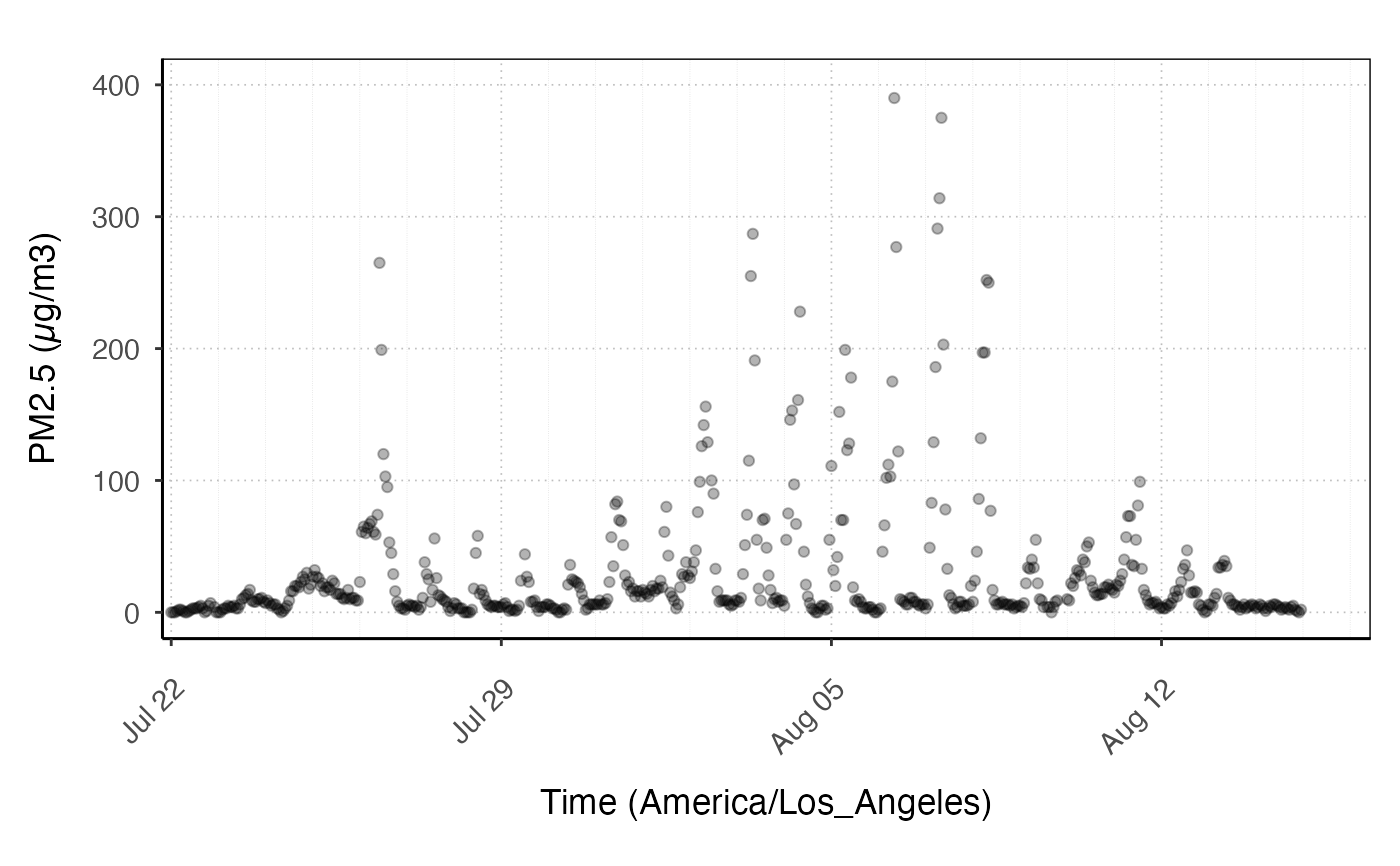 400
300
200
100
0
PM2.5 (µg/m3)
Jul 22
Jul 29
Aug 05
Aug 12
Time (America/Los_Angeles)